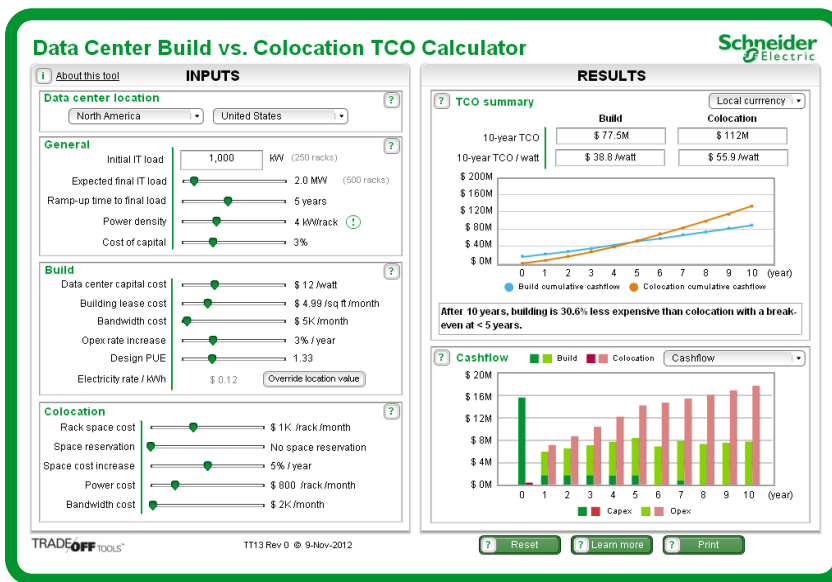 Data Center Build vs. Colocation TCO Calculator
Schneider
Electric
i About this tool
INPUTS
Data center location ?
North America United States
General ?
Initial IT load 1,000 kW (250 racks)
Expected final IT load 2.0 MW (500 racks)
Ramp-up time to final load 5 years
Power density 4 kW/rack !
Cost of capital 3%
Build ?
Data center capital cost $ 12 /watt
Building lease cost $ 4.99 /sq ft /month
Bandwidth cost $ 5K /month
Opex rate increase 3% / year
Design PUE 1.33
Electricity rate / kWh $ 0.12 Override location value
Colocation ?
Rack space cost $ 1K /rack /month
Space reservation No space reservation
Space cost increase 5% / year
Power cost $ 800 /rack /month
Bandwidth cost $ 2K /month
TRADE OFF TOOLS™
TT13 Rev 0 © 9-Nov-2012
RESULTS
? TCO summary Local currrency
Build Colocation
10-year TCO $ 77.5M $ 112M
10-year TCO / watt $ 38.8 /watt $ 55.9 /watt
$ 200M
$ 160M
$ 120M
$ 80M
$ 40M
$ 0M
0 1 2 3 4 5 6 7 8 9 10 (year)
Build cumulative cashflow Colocation cumulative cashflow
After 10 years, building is 30.6% less expensive than colocation with a break-
even at < 5 years.
? Cashflow Build Colocation Cashflow
$ 20M
$ 16M
$ 12M
$ 8M
$ 4M
$ 0M
0 1 2 3 4 5 6 7 8 9 10 (year)
Capex Opex
? Reset ? Learn more ? Print